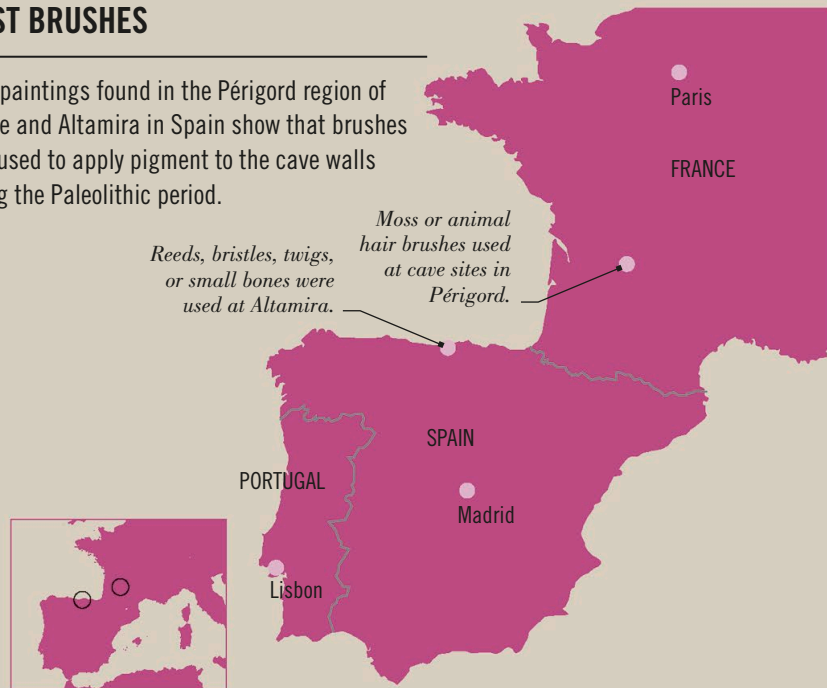 ST BRUSHES
paintings found in the Périgord region of
e and Altamira in Spain show that brushes
used to apply pigment to the cave walls
g the Paleolithic period.
Moss or animal
hair brushes used
at cave sites in
Périgord.
Reeds, bristles, twigs,
or small bones were
used at Altamira.
Paris
FRANCE
SPAIN
PORTUGAL
Madrid
Lisbon